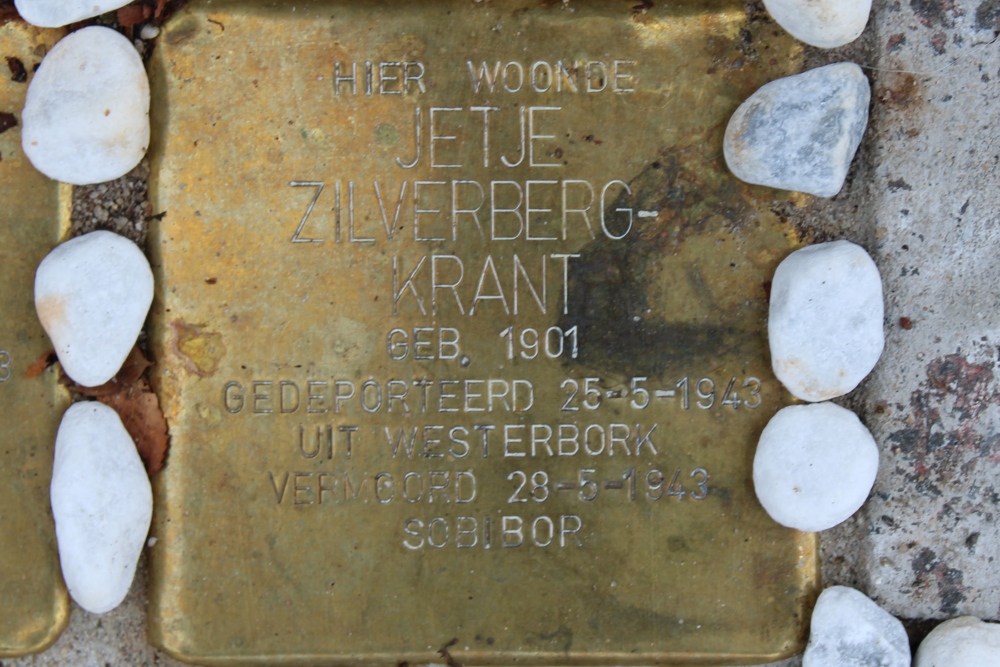 HIER WOONDE
JETJE
ZILVERBERG-
KRANT
GEB. 1901
GEDEPORTEERD 25-5-1943
UIT WESTERBORK
VERMOORD 28-5-1943
SOBIBOR